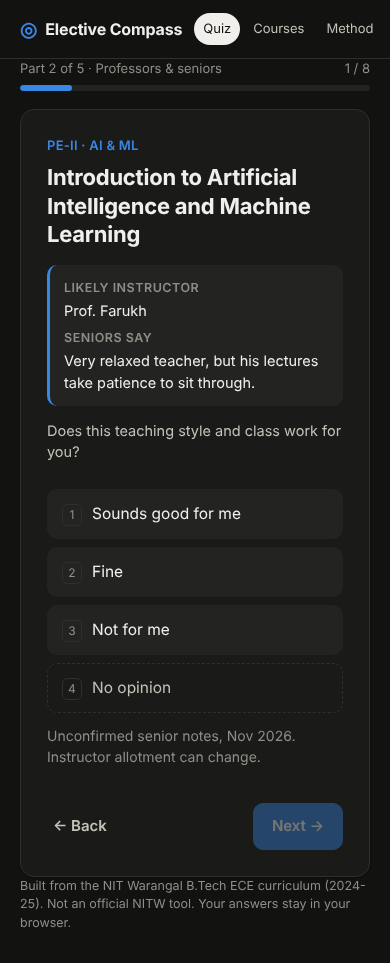 Elective Compass Quiz Courses Method
Part 2 of 5 · Professors & seniors 1 / 8
PE-II · AI & ML
Introduction to Artificial
Intelligence and Machine
Learning
LIKELY INSTRUCTOR
Prof. Farukh
SENIORS SAY
Very relaxed teacher, but his lectures
take patience to sit through.
Does this teaching style and class work for
you?
1 Sounds good for me
2 Fine
3 Not for me
4 No opinion
Unconfirmed senior notes, Nov 2026.
Instructor allotment can change.
← Back Next →
Built from the NIT Warangal B.Tech ECE curriculum (2024-
25). Not an official NITW tool. Your answers stay in your
browser.